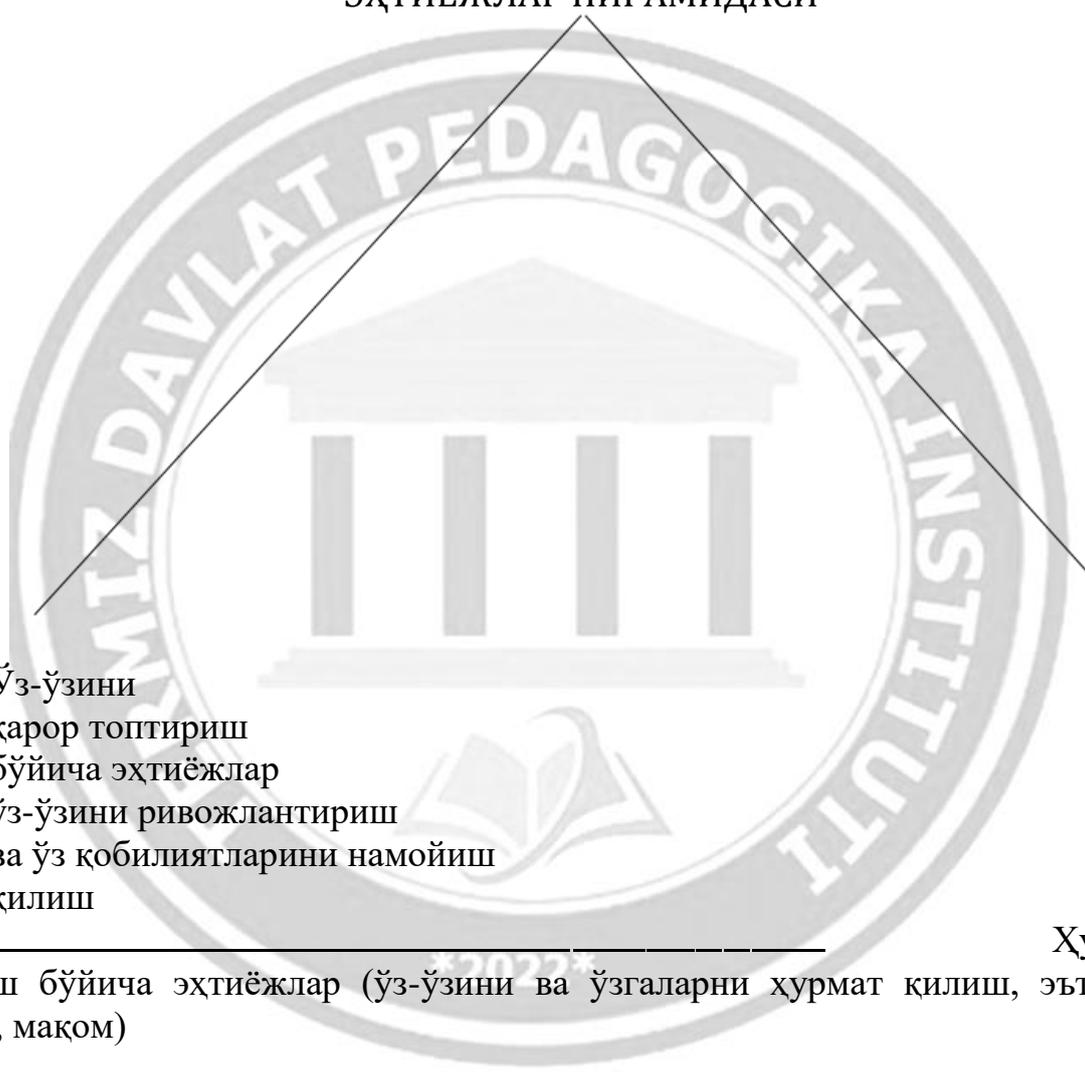 ЭҲТИЁЖЛАР ПИРАМИДАСИ
TERMIZ DAVLAT PEDAGOGIKA INSTITUTI
*2022*
Ўз-ўзини
қарор топтириш
бўйича эҳтиёжлар
ўз-ўзини ривожлантириш
ва ўз қобилиятларини намойиш
қилиш
бўйича эҳтиёжлар (ўз-ўзини ва ўзгаларни ҳурмат қилиш,
, мақом)